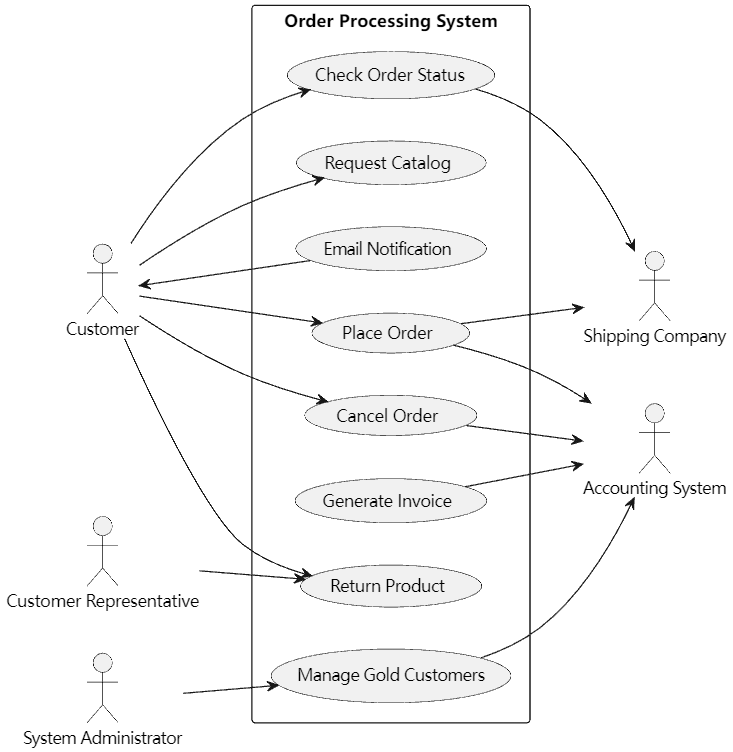 Order Processing System
Check Order Status
Request Catalog
Email Notification
Customer
Place Order
Shipping Company
Cancel Order
Generate Invoice
Accounting System
Return Product
Customer Representative
Manage Gold Customers
System Administrator